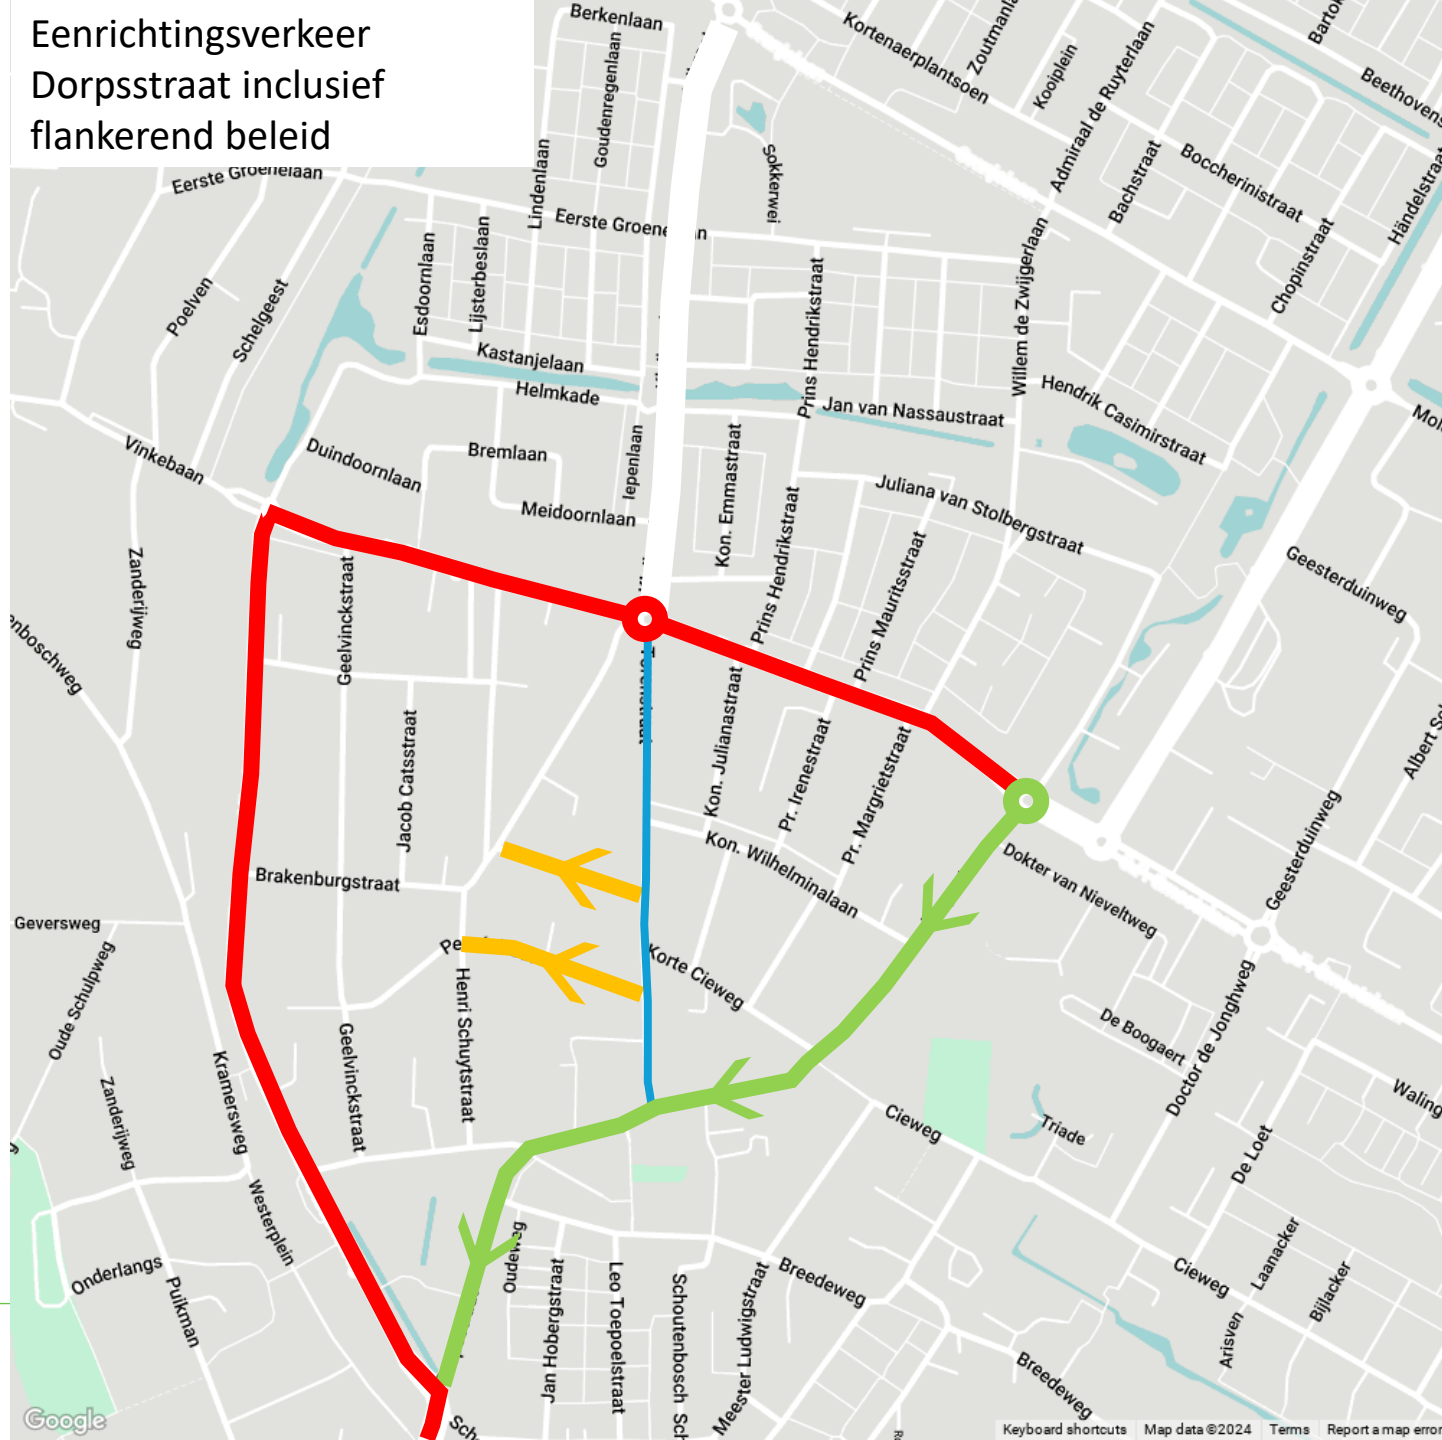 Eenrichtingsverkeer
Dorpsstraat inclusief
flankerend beleid
Berkenlaan
Goudenregenlaan
Lindenlaan
Kortenaerplantsoen
Kooiplein
Admiraal de Ruyterlaan
Bachstraat
Boccherinistraat
Chopinstraat
Händelstraat
Sokkerwei
Eerste Groenelaan
Poelven
Schelgeest
Esdoornlaan
Lijsterbeslaan
Kastanjelaan
Helmkade
Prins Hendrikstraat
Willem de Zwijgerlaan
Hendrik Casimirstraat
Jan van Nassaustraat
Vinkebaan
Duindoornlaan
Bremlaan
Iepenlaan
Meidoornlaan
Kon. Emmastraat
Prins Hendrikstraat
Juliana van Stolbergstraat
Prins Mauritsstraat
Geesterduinweg
Zanderijweg
Geelvinckstraat
Jacob Catsstraat
Kon. Julianastraat
Pr. Irenestraat
Pr. Margrietstraat
Kon. Wilhelminalaan
Dokter van Nieveltweg
Geesterduinweg
Brakenburgstraat
Geversweg
Oude Schulpweg
Henri Schuytstraat
Korte Cieweg
De Boogaert
Doctor de Jonghweg
Geelvinckstraat
Kramersweg
Zanderijweg
Cieweg
Triade
De Loet
Westerplein
Onderlangs
Puikman
Oudeweg
Jan Hobergstraat
Leo Toepoelstraat
Schoutenbosch
Meester Ludwigstraat
Breedeweg
Cieweg
Laanacker
Bijlacker
Arisven
Breedeweg
Google
Keyboard shortcuts
Map data ©2024
Terms
Report a map error